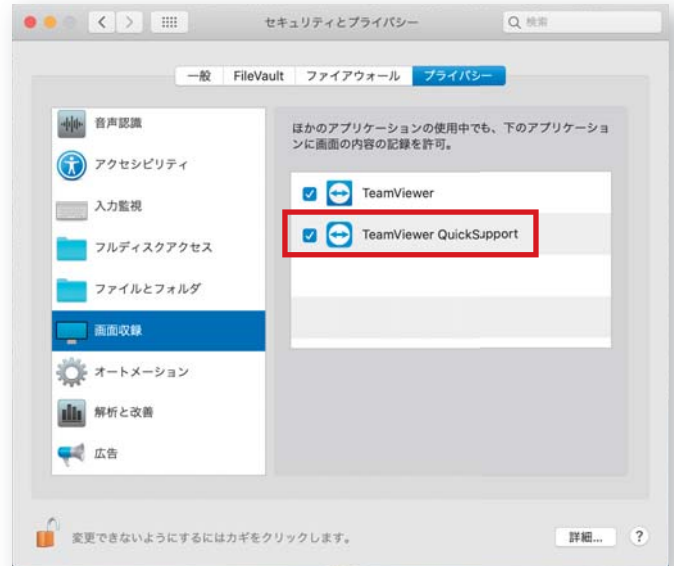 セキュリティとプライバシー
検索
一般 FileVault ファイアウォール プライバシー
音声認識
アクセシビリティ
入力監視
フルディスクアクセス
ファイルとフォルダ
画面収録
オートメーション
解析と改善
広告
ほかのアプリケーションの使用中でも、下のアプリケーショ
ンに画面の内容の記録を許可。
TeamViewer
TeamViewer QuickSupport
変更できないようにするにはカギをクリックします。
詳細...
?